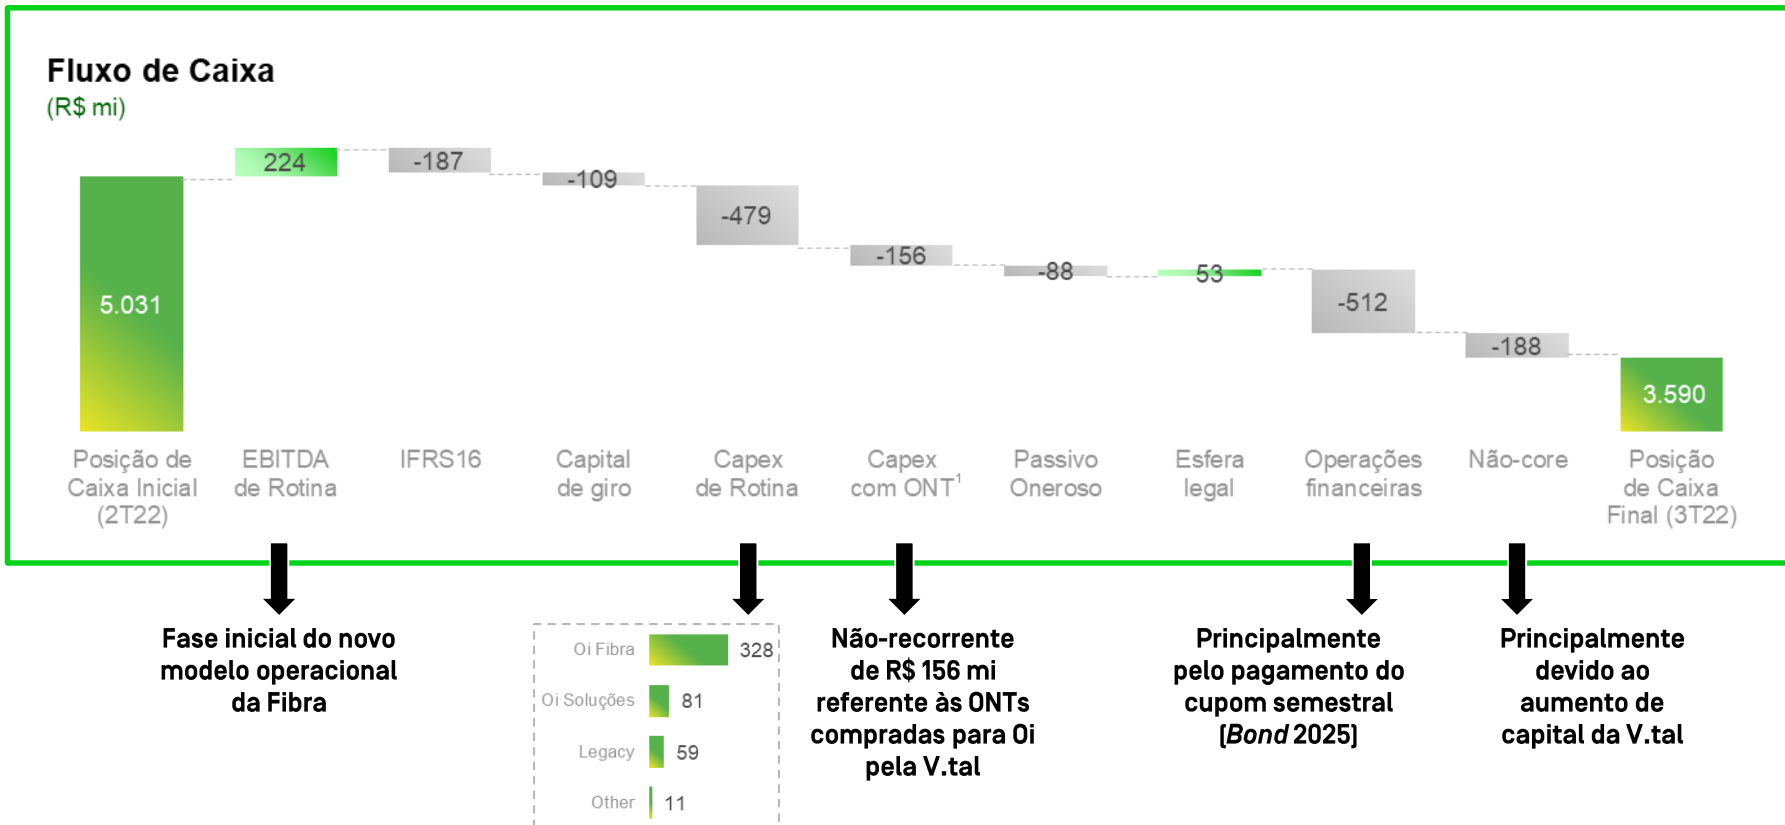 Fluxo de Caixa
(R$ mi)
224
-187
-109
-479
-156
-88
53
-512
-188
5.031
3.590
Posição de
Caixa Inicial
(2T22)
EBITDA
de Rotina
IFRS16
Capital
de giro
Capex
de Rotina
Capex
com ONT¹
Passivo
Oneroso
Esfera
legal
Operações
financeiras
Não-core
Posição
de Caixa
Final (3T22)
Fase inicial do novo
modelo operacional
da Fibra
Oi Fibra 328
Oi Soluções 81
Legacy 59
Other 11
Não-recorrente
de R$ 156 mi
referente às ONTs
compradas para Oi
pela V.tal
Principalmente
pelo pagamento do
cupom semestral
(Bond 2025)
Principalmente
devido ao
aumento de
capital da V.tal